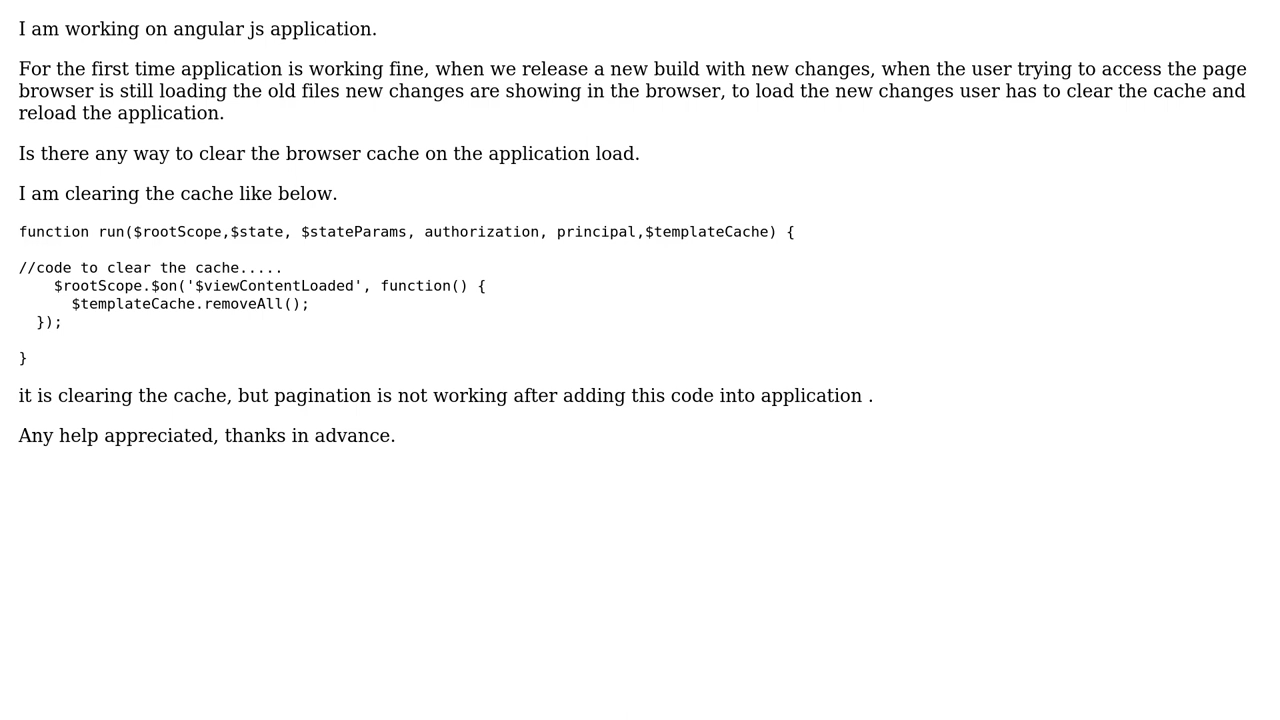 I am working on angular js application.
For the first time application is working fine, when we release a new build with new changes, when the user trying to access the page
browser is still loading the old files new changes are showing in the browser, to load the new changes user has to clear the cache and
reload the application.
Is there any way to clear the browser cache on the application load.
I am clearing the cache like below.
function run($rootScope,$state, $stateParams, authorization, principal,$templateCache) {
//code to clear the cache.....
    $rootScope.$on('$viewContentLoaded', function() {
      $templateCache.removeAll();
  });
}
it is clearing the cache, but pagination is not working after adding this code into application .
Any help appreciated, thanks in advance.